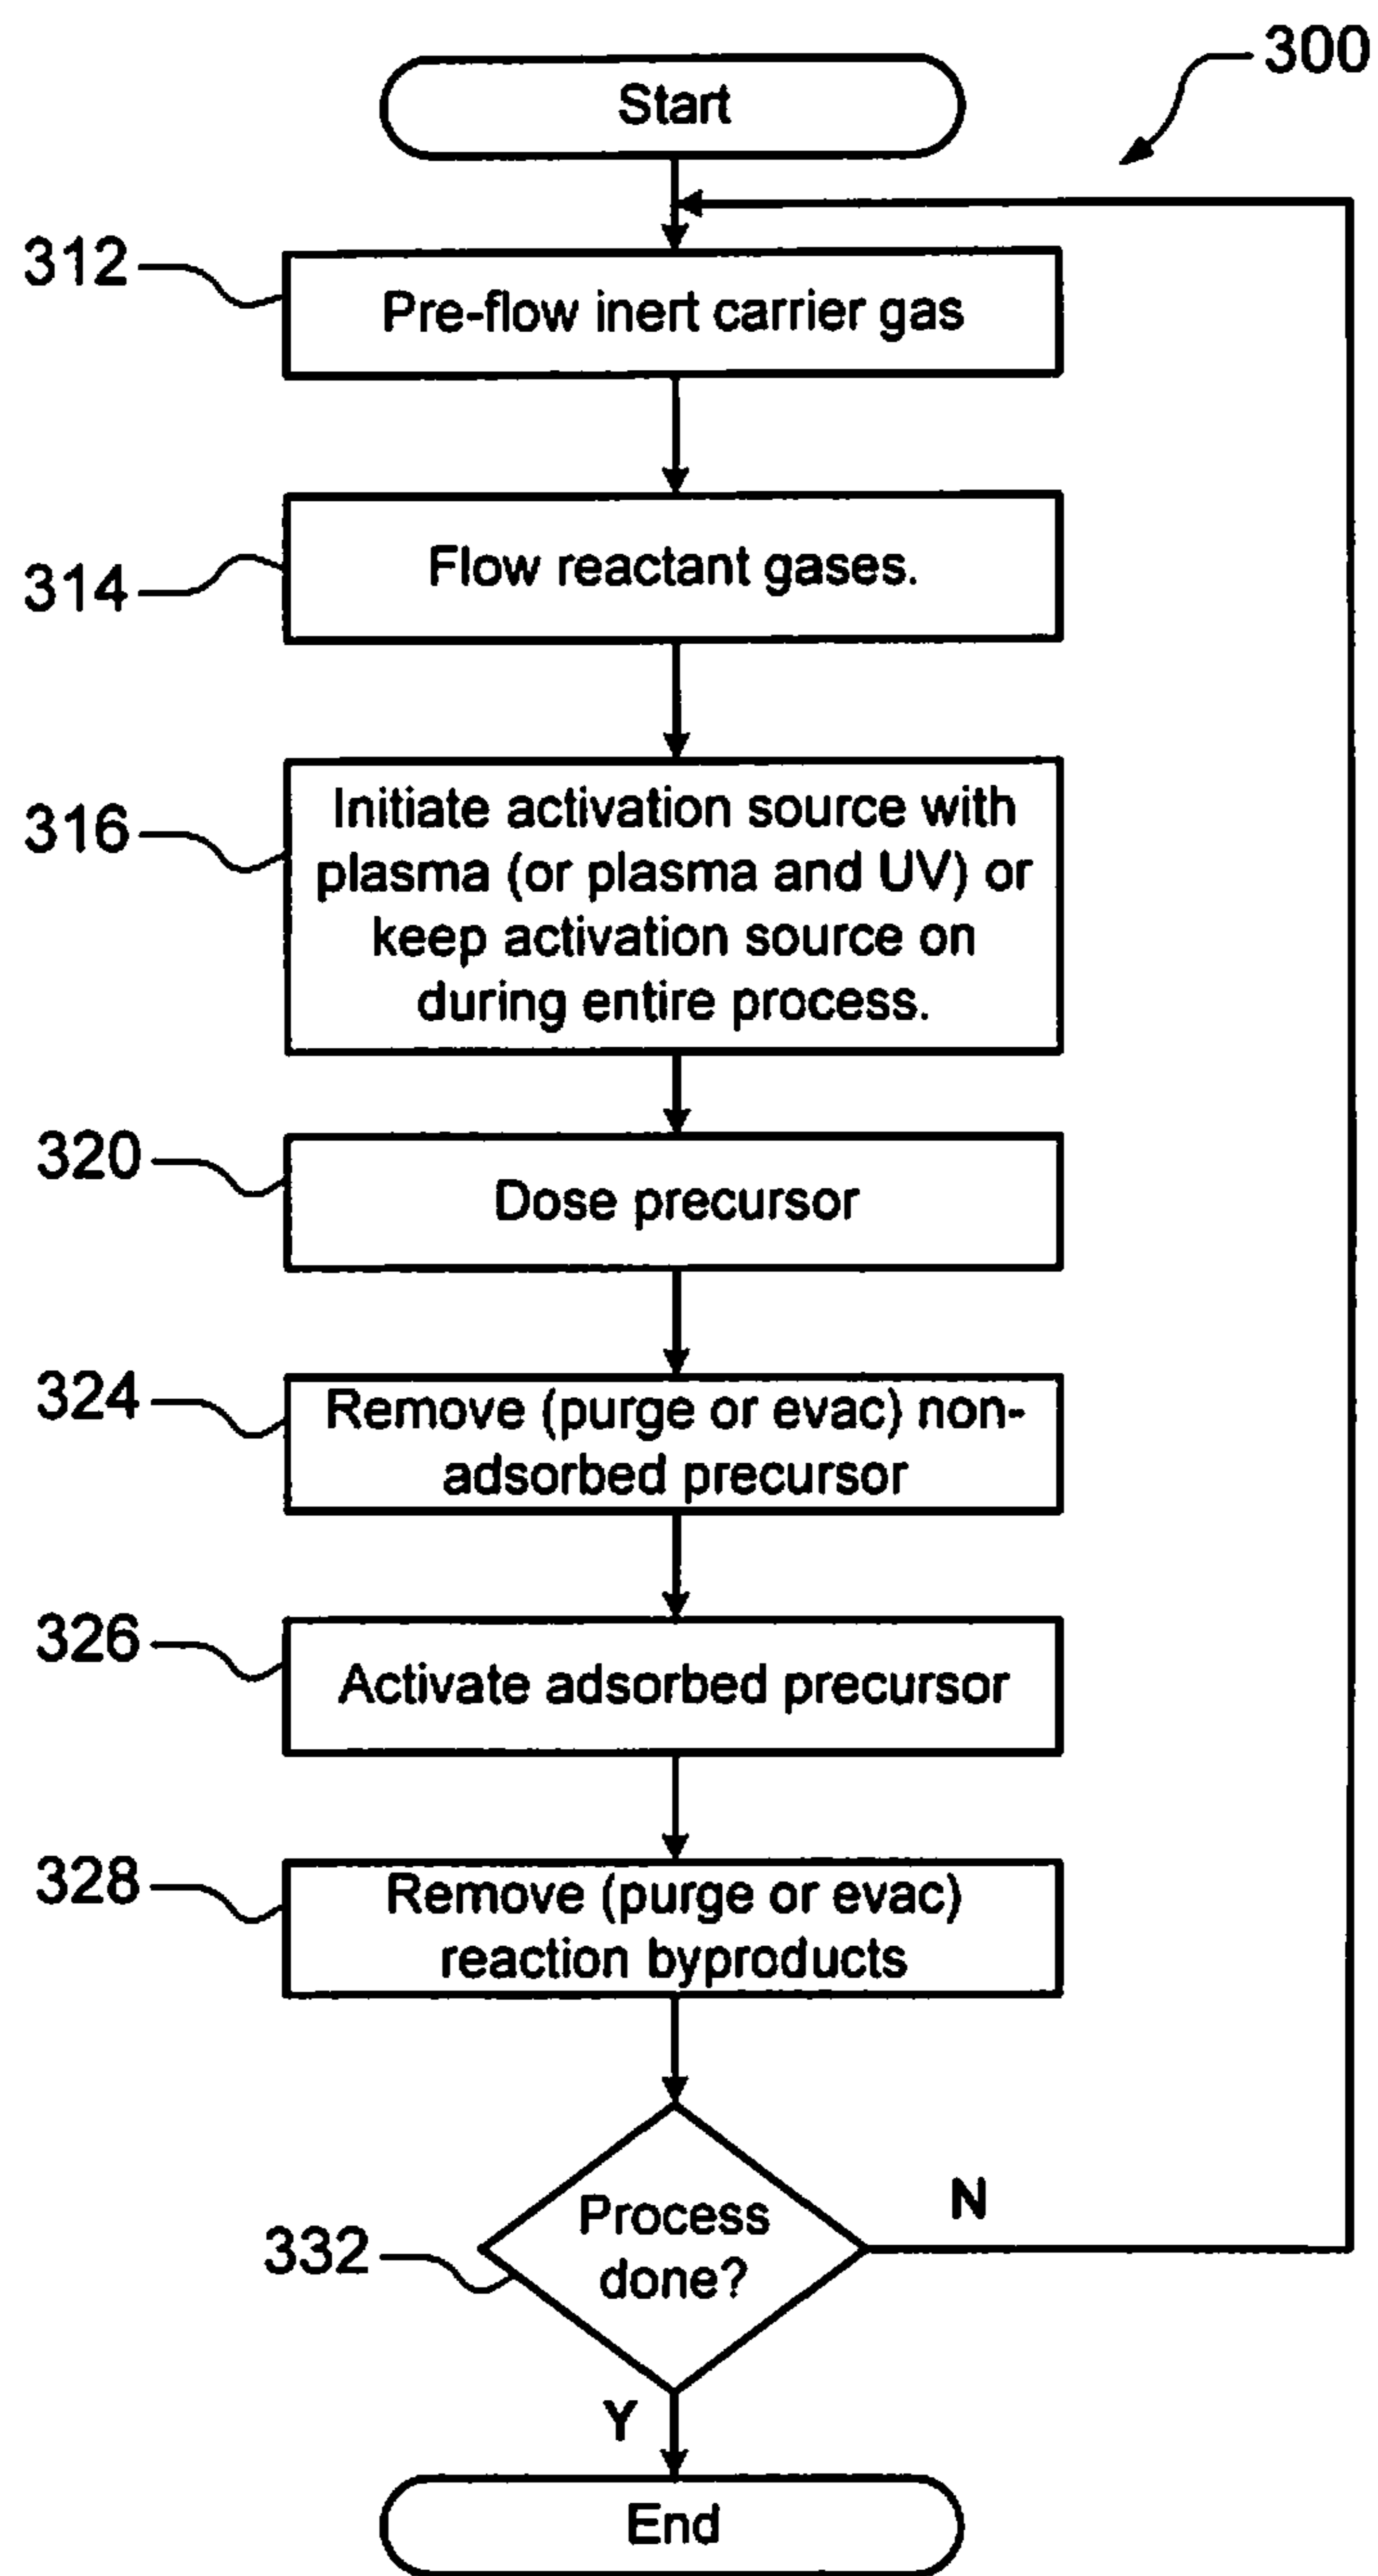 300
Start
312
Pre-flow inert carrier gas
314
Flow reactant gases.
316
Initiate activation source with
plasma (or plasma and UV) or
keep activation source on
during entire process.
320
Dose precursor
324
Remove (purge or evac) non-
adsorbed precursor
326
Activate adsorbed precursor
328
Remove (purge or evac)
reaction byproducts
332
Process
done?
N
Y
End